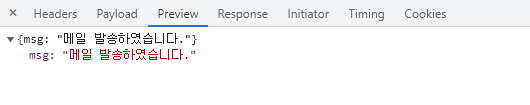 × Headers Payload Preview Response Initiator Timing Cookies
▼{msg: "메일 발송하였습니다."}
msg: "메일 발송하였습니다."